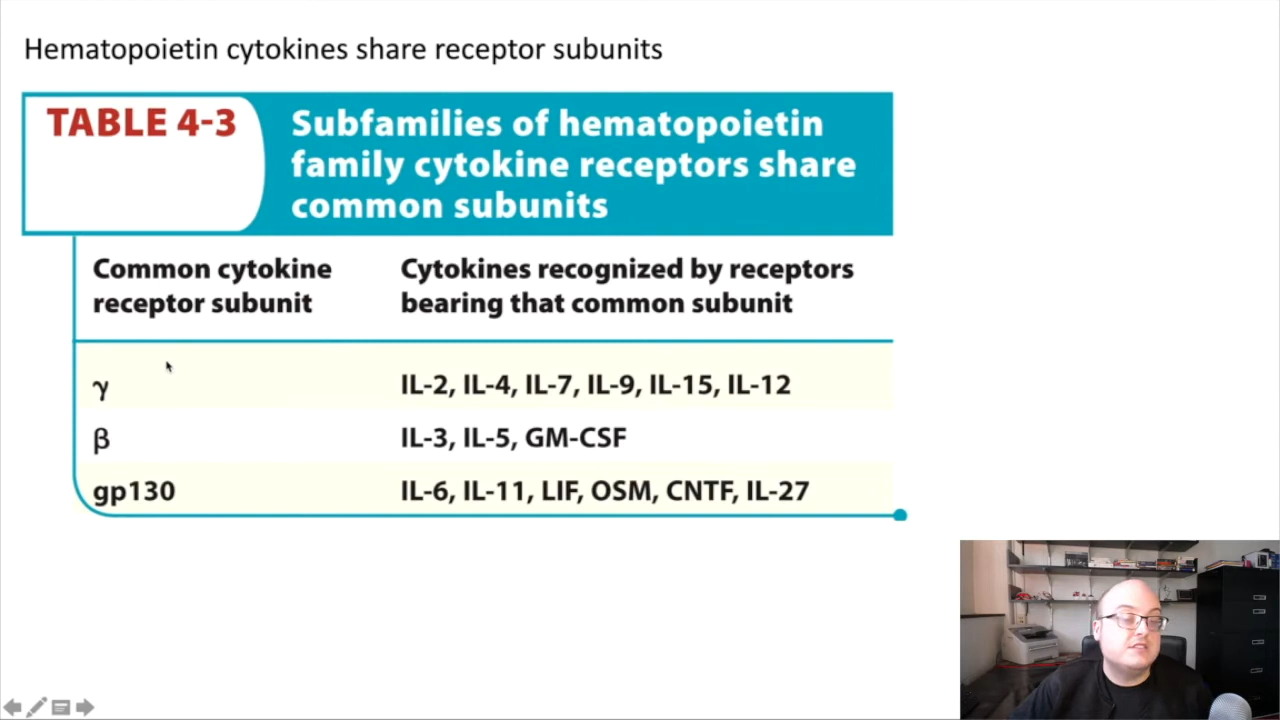 Hematopoietin cytokines share receptor subunits
TABLE 4-3
Subfamilies of hematopoietin
family cytokine receptors share
common subunits
Common cytokine
receptor subunit
Cytokines recognized by receptors
bearing that common subunit
γ
IL-2, IL-4, IL-7, IL-9, IL-15, IL-12
β
IL-3, IL-5, GM-CSF
gp130
IL-6, IL-11, LIF, OSM, CNTF, IL-27